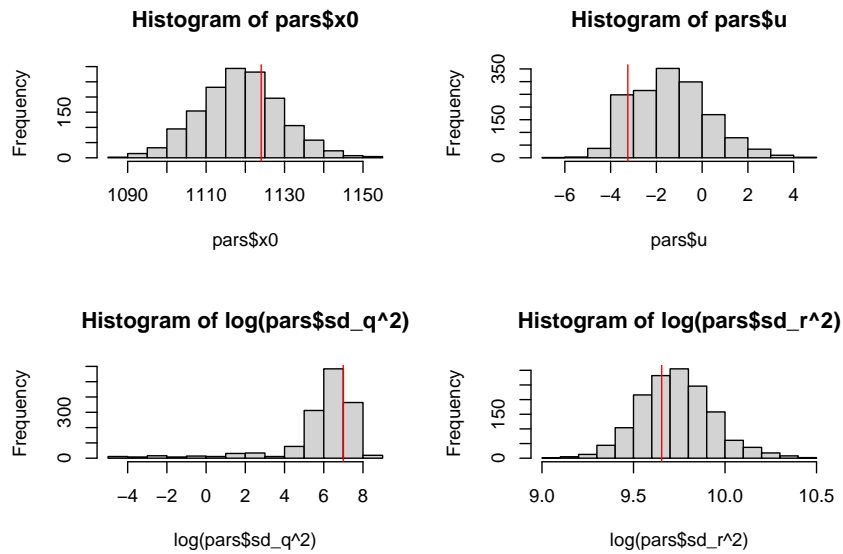 Histogram of pars$x0
Frequency
0 150
1090 1110 1130 1150
pars$x0
Histogram of pars$u
Frequency
0 150 350
−6 −4 −2 0 2 4
pars$u
Histogram of log(pars$sd_q^2)
Frequency
0 300
−4 −2 0 2 4 6 8
log(pars$sd_q^2)
Histogram of log(pars$sd_r^2)
Frequency
0 150
9.0 9.5 10.0 10.5
log(pars$sd_r^2)